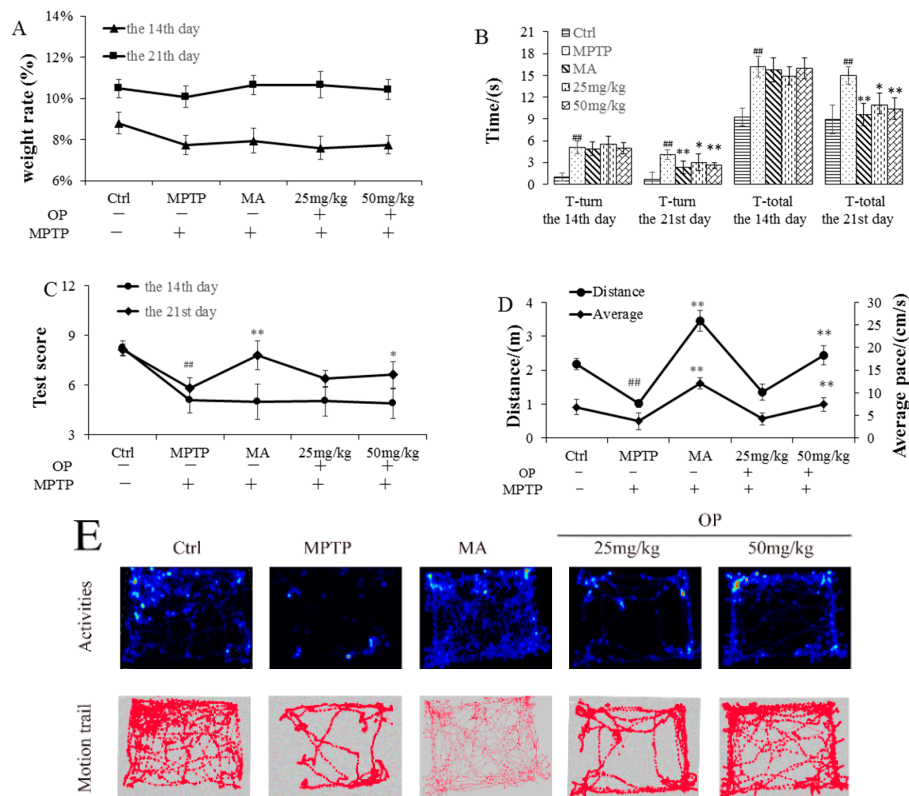 A
14%
12%
10%
8%
6%
weight rate (%)
the 14th day
the 21th day
Ctrl MPTP MA 25mg/kg 50mg/kg
OP — — — + +
MPTP — + + + +
B
21
18
15
12
9
6
3
0
Time/(s)
Ctrl
MPTP
MA
25mg/kg
50mg/kg
## ## ** * ** ## ## ** * **
T-turn T-turn T-total T-total
the 14th day the 21st day the 14th day the 21st day
C
12
9
6
3
Test score
the 14th day
the 21st day
## ** *
Ctrl MPTP MA 25mg/kg 50mg/kg
OP — — — + +
MPTP — + + + +
D
Distance
Average
4
3
2
1
0
Distance/(m)
30
25
20
15
10
5
0
Average pace/(cm/s)
** **
## ** **
Ctrl MPTP MA 25mg/kg 50mg/kg
OP - - - + +
MPTP - + + + +
E
OP
Ctrl MPTP MA 25mg/kg 50mg/kg
Activities
Motion trail